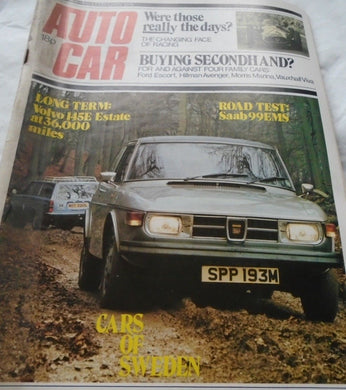 AUTO
CAR
18p
Were those
really the days?
THE CHANGING FACE
OF RACING
BUYING SECONDHAND?
FOR AND AGAINST FOUR FAMILY CARS:
Ford Escort, Hillman Avenger, Morris Marina, Vauxhall Viva
LONG TERM:
Volvo 145E Estate
at 36,000
miles
ROAD TEST:
Saab 99EMS
SPP 193M
CARS
OF
SWEDEN